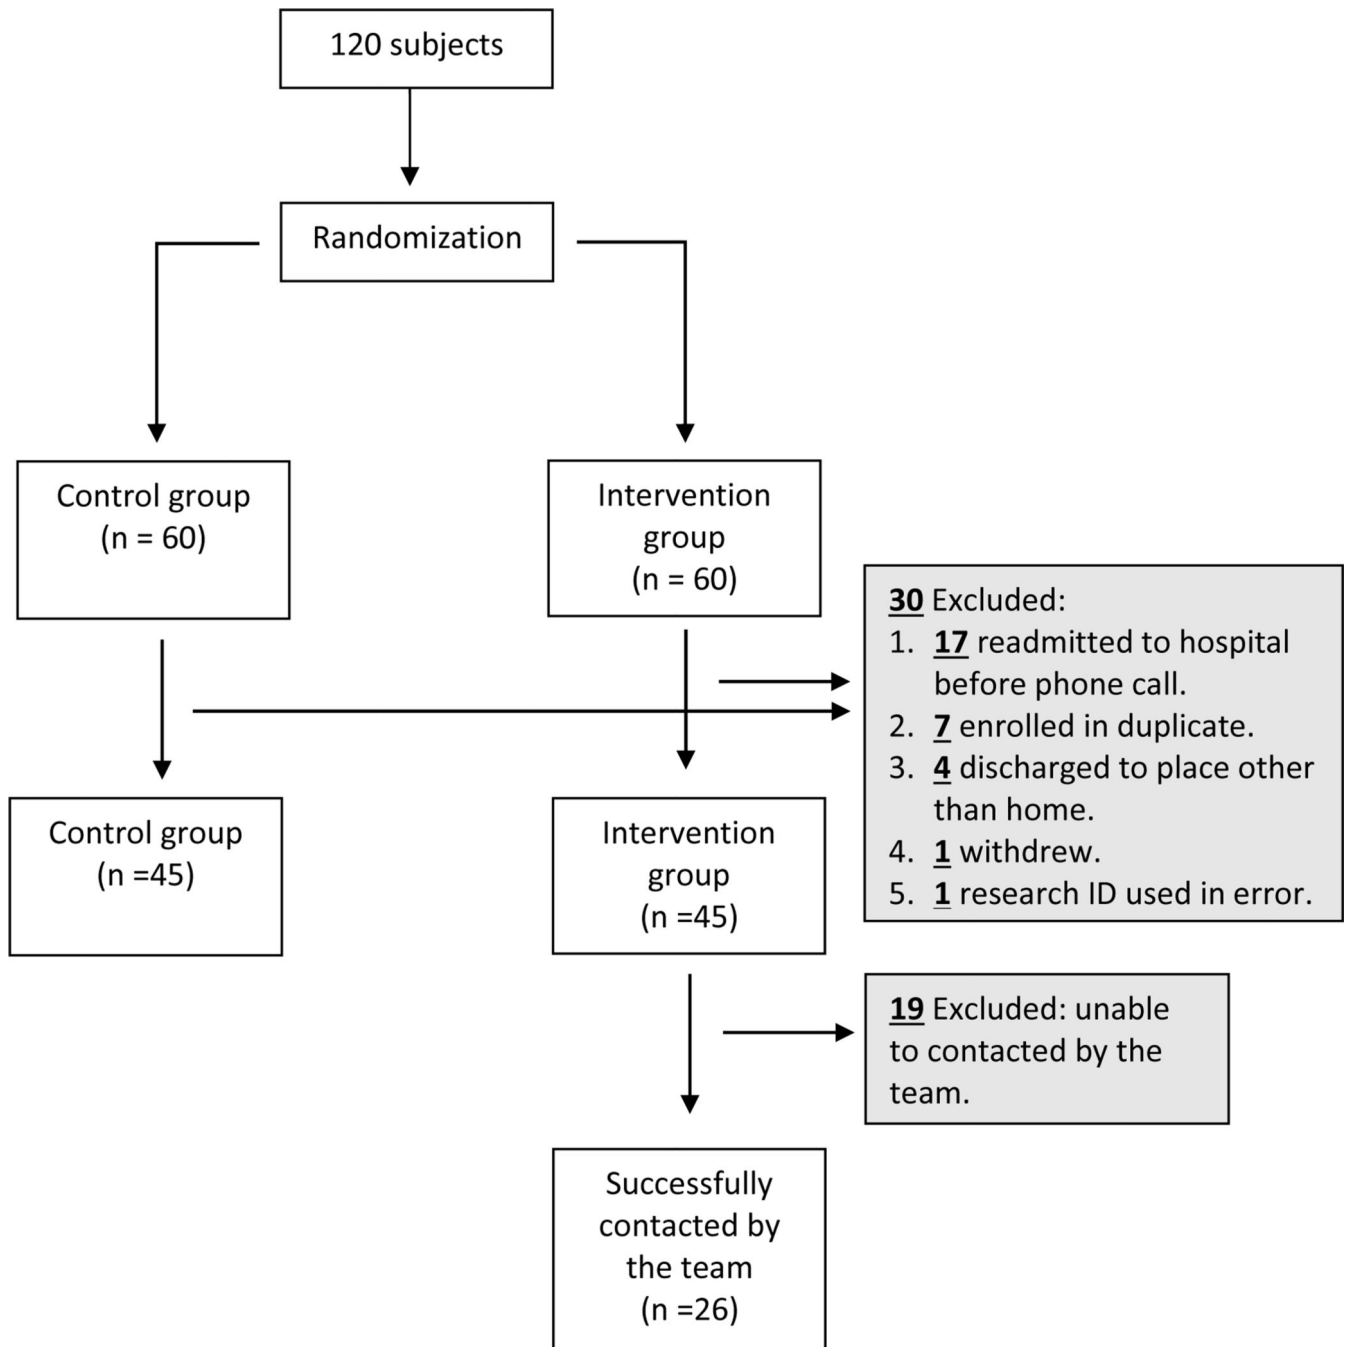 120 subjects
Randomization
Control group
(n = 60)
Intervention
group
(n = 60)
30 Excluded:
1. 17 readmitted to hospital
before phone call.
2. 7 enrolled in duplicate.
3. 4 discharged to place other
than home.
4. 1 withdrew.
5. 1 research ID used in error.
Control group
(n =45)
Intervention
group
(n =45)
19 Excluded: unable
to contacted by the
team.
Successfully
contacted by
the team
(n =26)